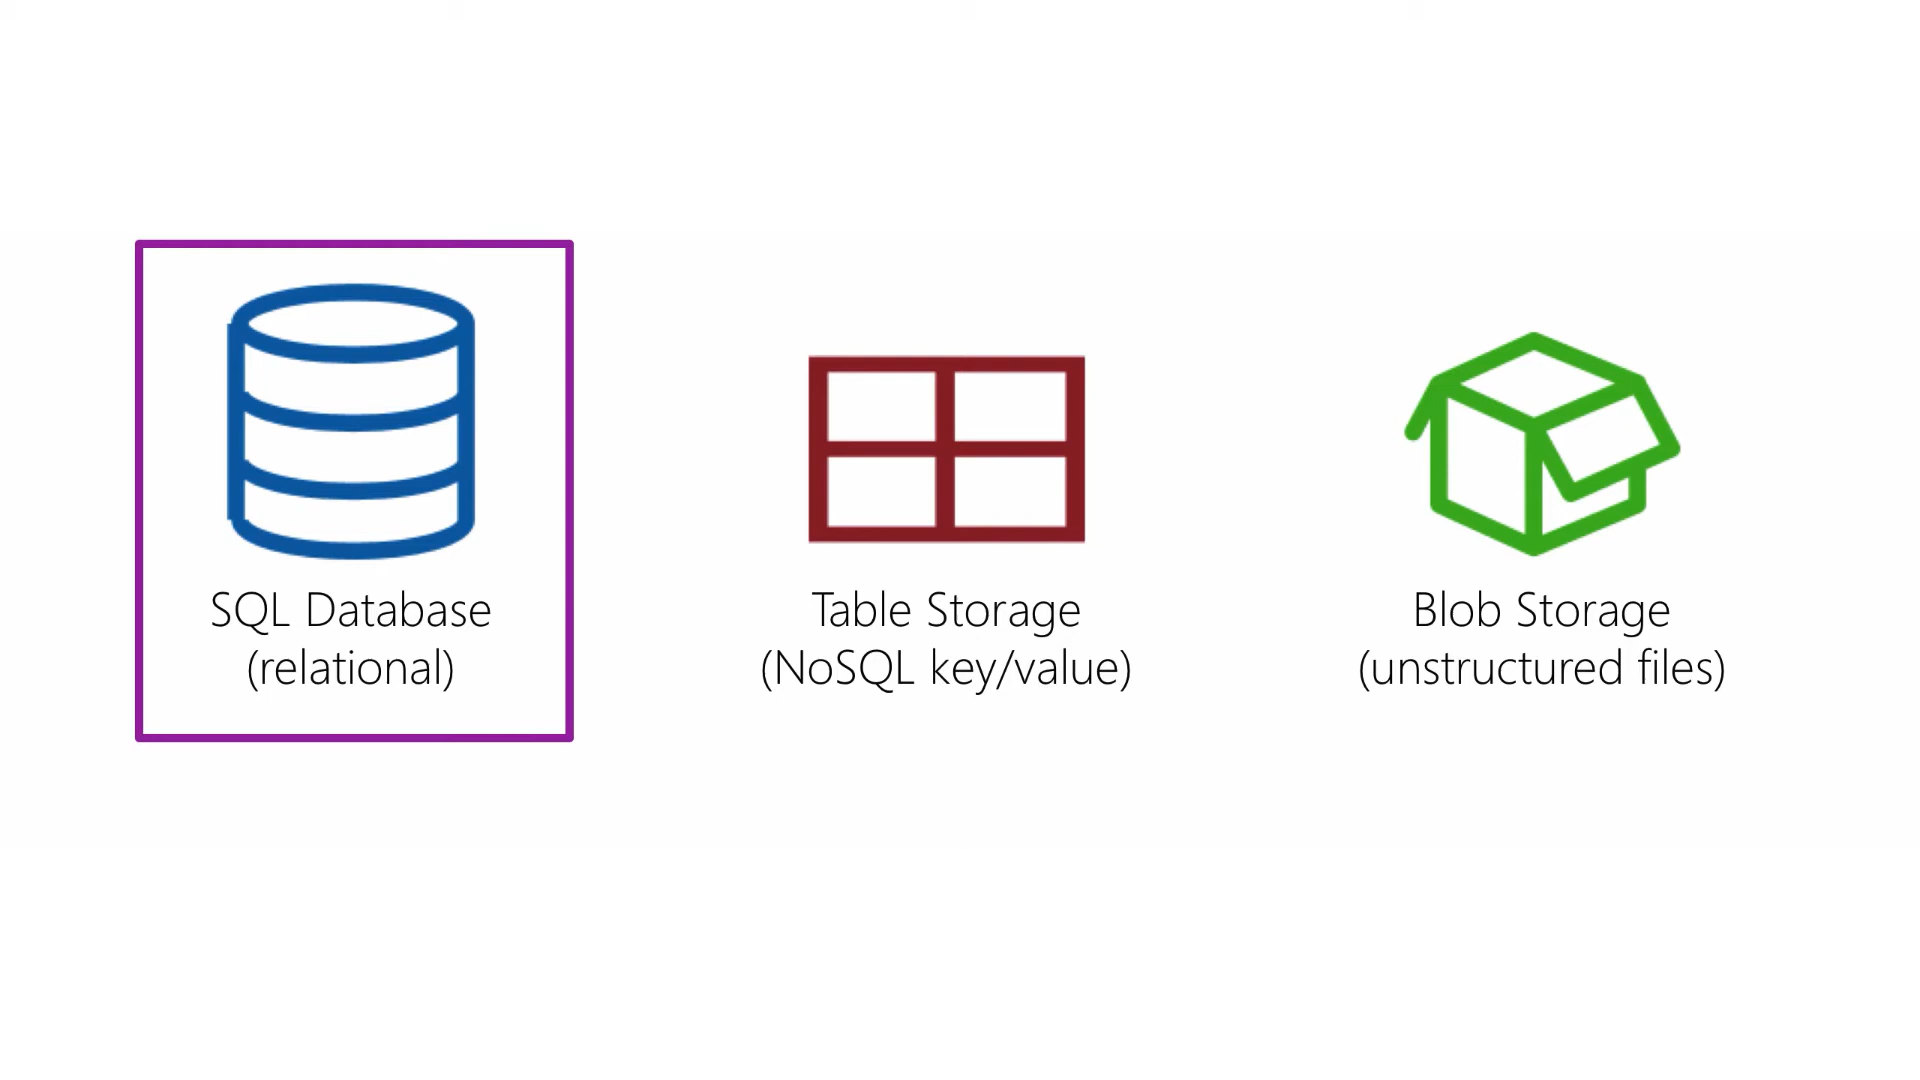 SQL Database
(relational)
Table Storage
(NoSQL key/value)
Blob Storage
(unstructured files)